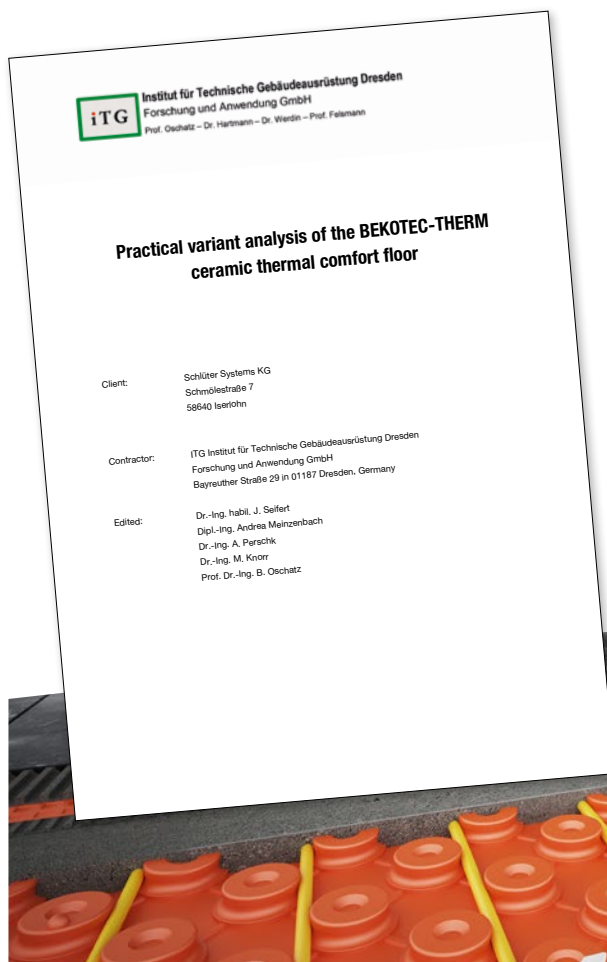 iTG
Institut für Technische Gebäudeausrüstung Dresden
Forschung und Anwendung GmbH
Prof. Oschatz – Dr. Hartmann – Dr. Werdin – Prof. Felsmann
Practical variant analysis of the BEKOTEC-THERM
ceramic thermal comfort floor
Client:
Schlüter Systems KG
Schmölestraße 7
58640 Iserlohn
Contractor:
ITG Institut für Technische Gebäudeausrüstung Dresden
Forschung und Anwendung GmbH
Bayreuther Straße 29 in 01187 Dresden, Germany
Edited:
Dr.-Ing. habil. J. Seifert
Dipl.-Ing. Andrea Meinzenbach
Dr.-Ing. A. Perschk
Dr.-Ing. M. Knorr
Prof. Dr.-Ing. B. Oschatz